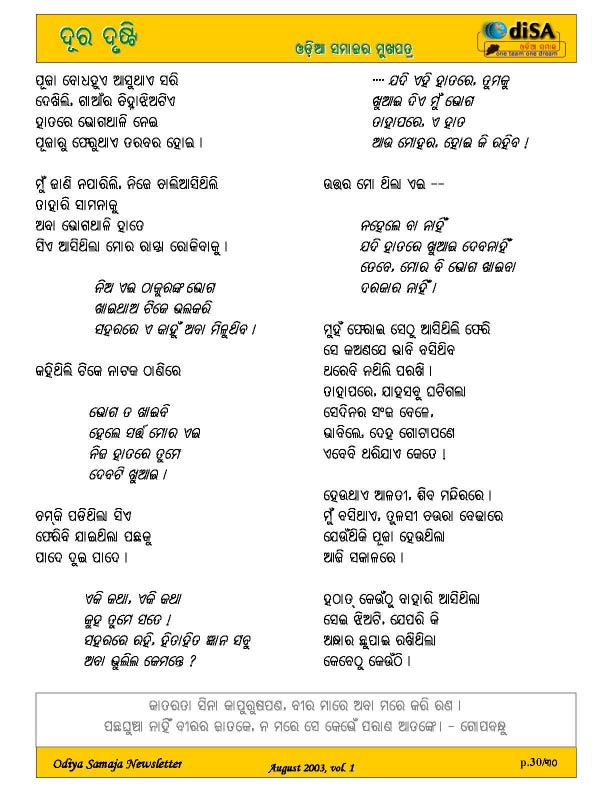 ଦୂର ଦୃଷ୍ଟି
ଓଡ଼ିଆ ସମାଜର ମୁଖପତ୍ର
diSA
ଓଡ଼ିଆ ସମାଜ
one team one dream
ପୂଜା ବୋଧହୁଏ ଆସୁଥାଏ ସରି
ଦେଖିଲି, ଗାଆଁର ଚିହ୍ନାଝିଅଟିଏ
ହାତରେ ଭୋଗଥାଳି ନେଇ
ପୂଜାରୁ ଫେରୁଥାଏ ତରବର ହୋଇ ।
ମୁଁ ଜାଣି ନପାରିଲି, ନିଜେ ଚାଲିଆସିଥିଲି
ତାହାରି ସାମନାକୁ
ଅବା ଭୋଗଥାଳି ହାତେ
ସିଏ ଆସିଥିଲା ମୋର ରାସ୍ତା ରୋକିବାକୁ ।
ନିଅ ଏଇ ଠାକୁରଙ୍କ ଭୋଗ
ଖାଇଥାଅ ଟିକେ ଭଲକରି
ସହରରେ ଏ କାହୁଁ ଅବା ମିଳୁଥିବ ।
କହିଥିଲି ଟିକେ ନାଟକ ଠାଣିରେ
ଭୋଗ ତ ଖାଇବି
ହେଲେ ସର୍ତ୍ତ ମୋର ଏଇ
ନିଜ ହାତରେ ତୁମେ
ଦେବଟି ଖୁଆଇ ।
ଚମ୍‌କି ପଡିଥିଲା ସିଏ
ଫେରିବି ଯାଇଥିଲା ପଛକୁ
ପାଦେ ଦୁଇ ପାଦେ ।
ଏକି କଥା, ଏକି କଥା
କୁହ ତୁମେ ସତେ !
ସହରରେ ରହି, ହିତାହିତ ଜ୍ଞାନ ସବୁ
ଅବା ଭୁଲିଲ କେମନ୍ତେ ?
---- ଯଦି ଏହି ହାତରେ, ତୁମକୁ
ଖୁଆଇ ଦିଏ ମୁଁ ଭୋଗ
ତାହାପରେ, ଏ ହାତ
ଆଉ ମୋହର, ହୋଇ କି ରହିବ !
ଉତ୍ତର ମୋ ଥିଲା ଏଇ --
ନହେଲେ ବା ନାହିଁ
ଯଦି ହାତରେ ଖୁଆଇ ଦେବନାହିଁ
ତେବେ, ମୋର ବି ଭୋଗ ଖାଇବା
ଦରକାର ନାହିଁ ।
ମୁହଁ ଫେରାଇ ସେଠୁ ଆସିଥିଲି ଫେରି
ସେ କଅଣଯେ ଭାବି ବସିଥିବ
ଥରେବି ନଥିଲି ପରଖି ।
ତାହାପରେ, ଯାହସବୁ ଘଟିଗଲା
ସେଦିନର ସଂଜ ବେଳେ,
ଭାବିଲେ, ଦେହ ଗୋଟାପଣେ
ଏବେବି ଥରିଯାଏ କେତେ !
ହେଉଥାଏ ଆଳତୀ, ଶିବ ମନ୍ଦିରରେ ।
ମୁଁ ବସିଥାଏ, ତୁଳସୀ ଚଉରା ବେଢାରେ
ଯେଉଁଥିକି ପୂଜା ହେଉଥିଲା
ଆଜି ସକାଳରେ ।
ହଠାତ୍ କେଉଁଠୁ ବାହାରି ଆସିଥିଲା
ସେଇ ଝିଅଟି, ଯେପରି କି
ଅନ୍ଧାର ଛୁପାଇ ରଖିଥିଲା
କେବେଠୁ କେଉଁଠି ।
କାତରତା ସିନା କାପୁରୁଷପଣ, ବୀର ମାରେ ଅବା ମରେ କରି ରଣ ।
ପଛଘୁଞ୍ଚା ନାହିଁ ବୀରର ଜାତକେ, ନ ମରେ ସେ କେଭେଁ ପରାଣ ଆତଙ୍କେ । - ଗୋପବନ୍ଧୁ
Odiya Samaja Newsletter
August 2003, vol. 1
p.30/୩୦